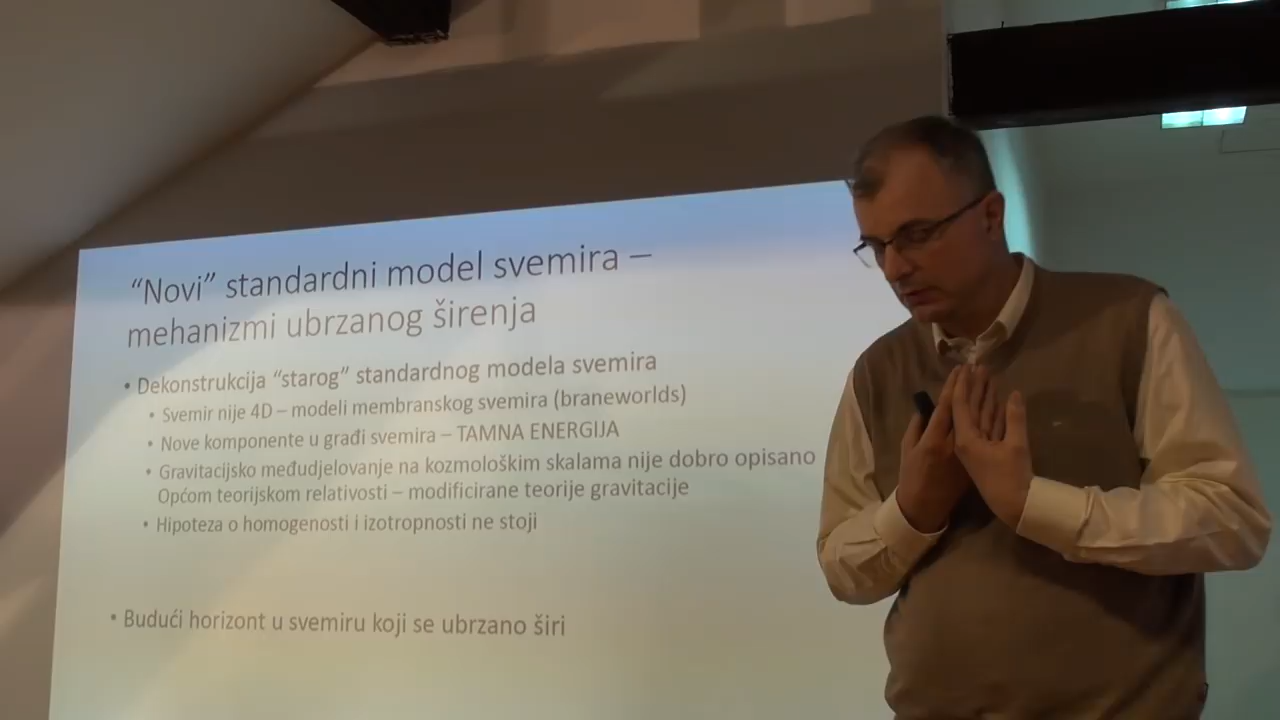 “Novi” standardni model svemira –
mehanizmi ubrzanog širenja
• Dekonstrukcija “starog” standardnog modela svemira
• Svemir nije 4D – modeli membranskog svemira (braneworlds)
• Nove komponente u građi svemira – TAMNA ENERGIJA
• Gravitacijsko međudjelovanje na kozmološkim skalama nije dobro opisano
Općom teorijskom relativosti – modificirane teorije gravitacije
• Hipoteza o homogenosti i izotropnosti ne stoji
• Budući horizont u svemiru koji se ubrzano širi